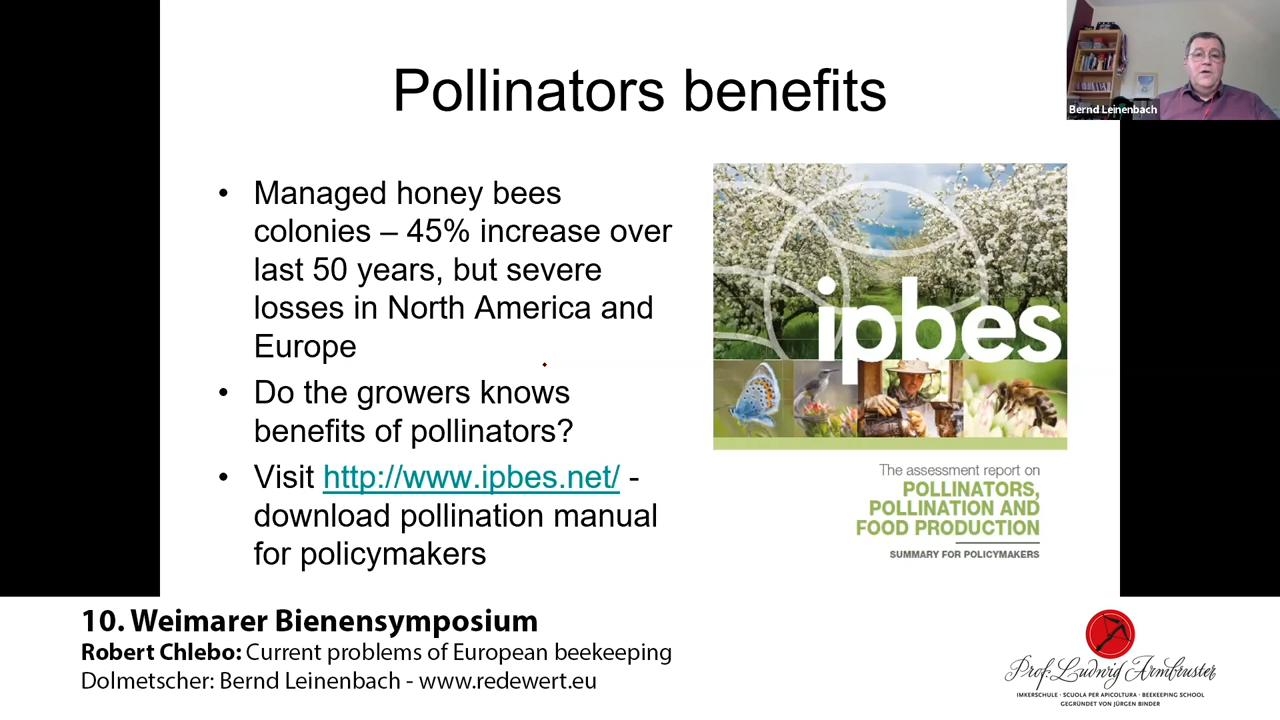 Pollinators benefits
Bernd Leinenbach
• Managed honey bees
colonies – 45% increase over
last 50 years, but severe
losses in North America and
Europe
• Do the growers knows
benefits of pollinators?
• Visit http://www.ipbes.net/ -
download pollination manual
for policymakers
ipbes
The assessment report on
POLLINATORS,
POLLINATION AND
FOOD PRODUCTION
SUMMARY FOR POLICYMAKERS
10. Weimarer Bienensymposium
Robert Chlebo: Current problems of European beekeeping
Dolmetscher: Bernd Leinenbach - www.redewert.eu
Prof. Ludwig Armbruster
IMKERSCHULE · SCUOLA PER APICOLTURA · BEEKEEPING SCHOOL
GEGRÜNDET VON JÜRGEN BINDER